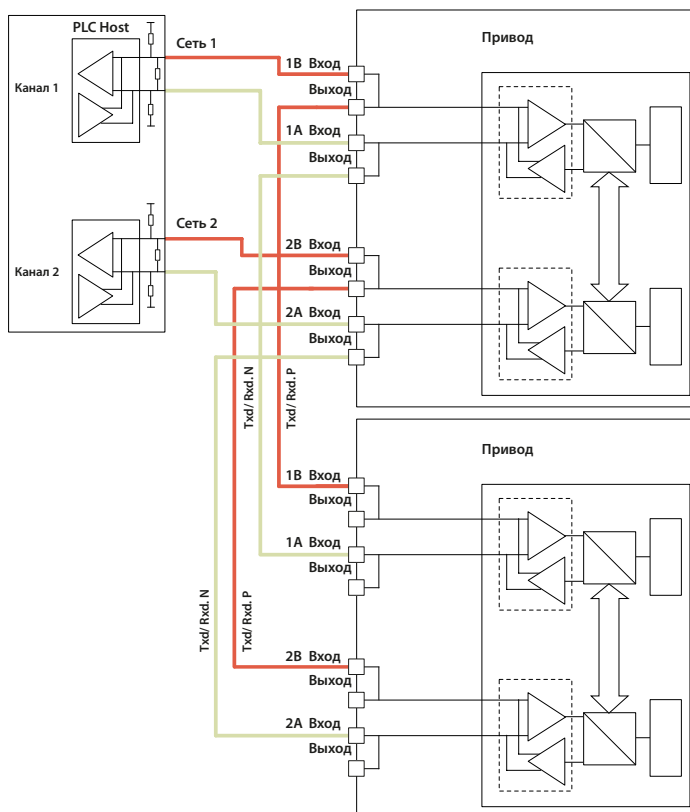 PLC Host
Сеть 1
Канал 1
Сеть 2
Канал 2
Привод
1B Вход
Выход
1A Вход
Выход
2B Вход
Выход
2A Вход
Выход
Txd/ Rxd. N
Txd/ Rxd. P
Txd/ Rxd. N
Txd/ Rxd. P
Привод
1B Вход
Выход
1A Вход
Выход
2B Вход
Выход
2A Вход
Выход